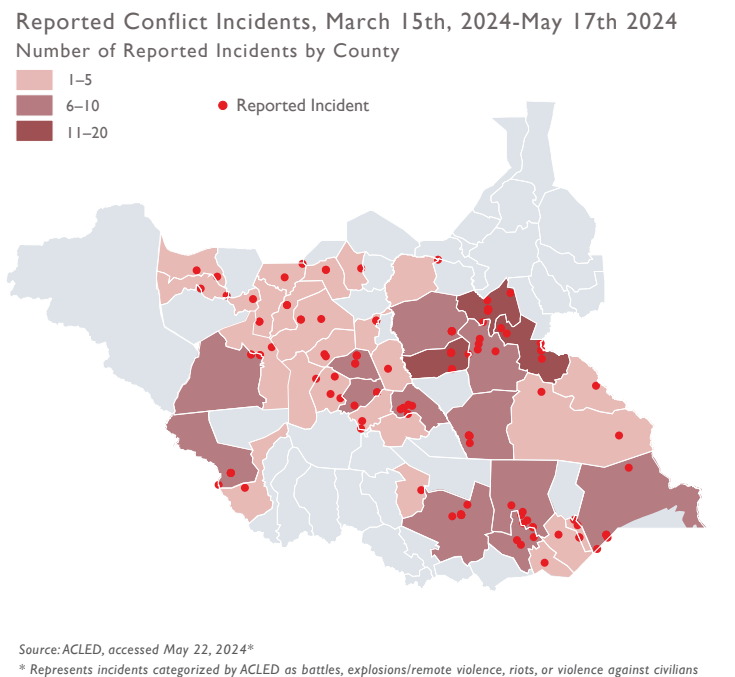 Reported Conflict Incidents, March 15th, 2024-May 17th 2024
Number of Reported Incidents by County
1–5
6–10
Reported Incident
11–20
Source: ACLED, accessed May 22, 2024*
* Represents incidents categorized by ACLED as battles, explosions/remote violence, riots, or violence against civilians